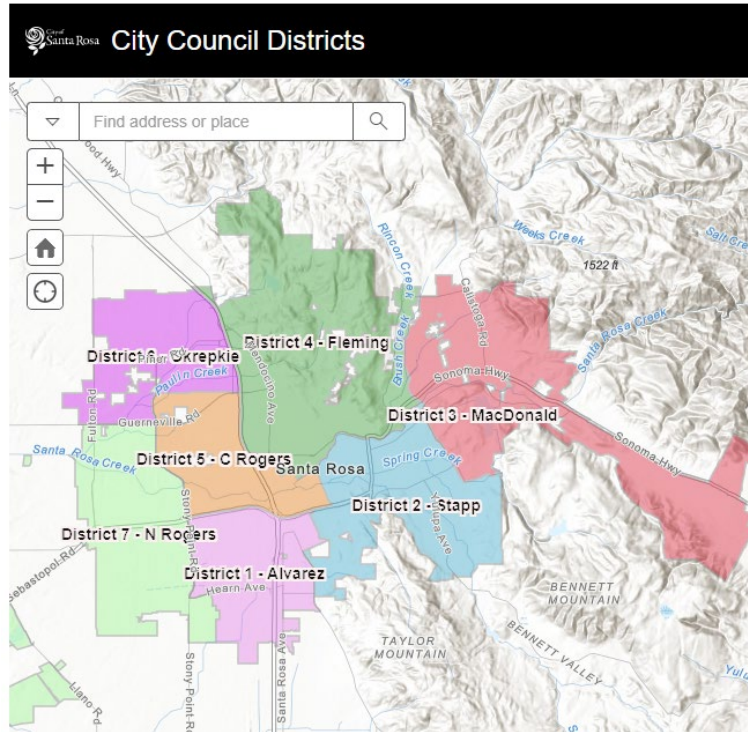 City of
Santa Rosa
City Council Districts
Find address or place
+
−
Rincon Creek
Weeks Creek
1522 ft
Calistoga Rd
Santa Rosa Creek
District 4 - Fleming
Brush Creek
Mendocino Ave
Paulin Creek
Sonoma Hwy
Fulton Rd
Guerneville Rd
District 3 - MacDonald
Sonoma Hwy
Santa Rosa Creek
District 5 - C Rogers
Santa Rosa
Spring Creek
District 2 - Stapp
Yulupa Ave
District 7 - N Rogers
Stony Point Rd
Sebastopol Rd
District 1 - Alvarez
Hearn Ave
BENNETT
MOUNTAIN
TAYLOR
MOUNTAIN
BENNETT VALLEY
Santa Rosa Ave
Llano Rd